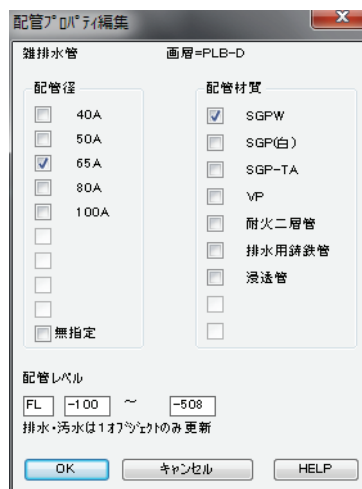 配管プロパティ編集
雑排水管 画層=PLB-D
配管径
40A
50A
65A
80A
100A
無指定
配管材質
SGPW
SGP(白)
SGP-TA
VP
耐火二層管
排水用鋳鉄管
浸透管
配管レベル
FL -100 ～ -508
排水・汚水は1オブジェクトのみ更新
OK キャンセル HELP